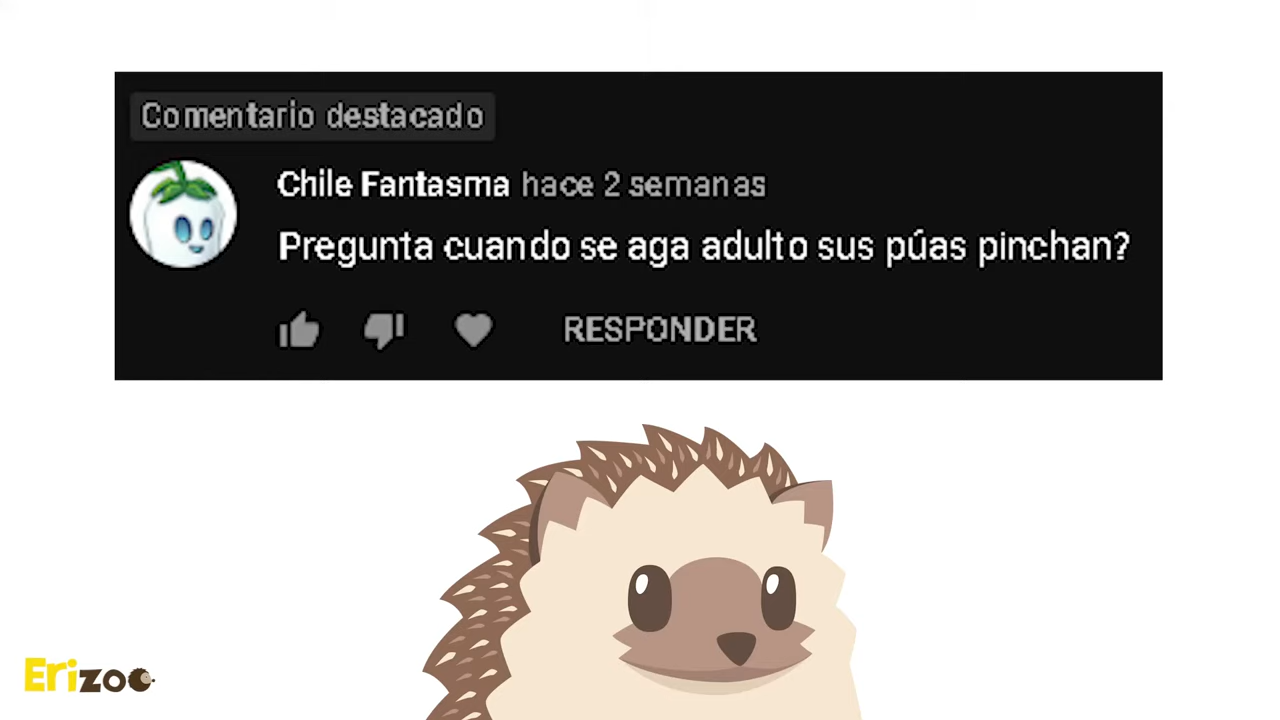 Comentario destacado
Chile Fantasma hace 2 semanas
Pregunta cuando se aga adulto sus púas pinchan?
RESPONDER
Erizoo